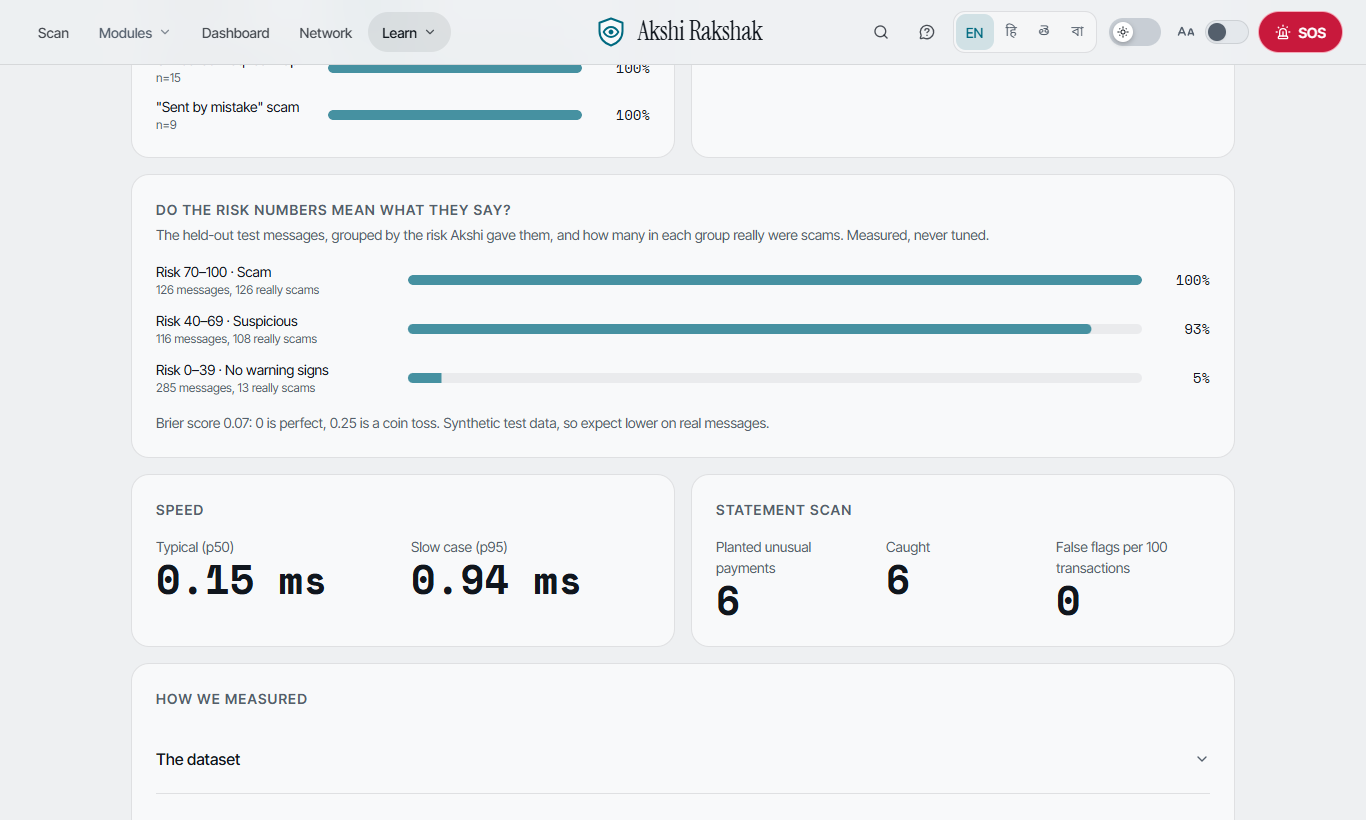 Scan
Modules
Dashboard
Network
Learn
Akshi Rakshak
EN
हि
తె
বা
AA
SOS
n=15
100%
"Sent by mistake" scam
n=9
100%
DO THE RISK NUMBERS MEAN WHAT THEY SAY?
The held-out test messages, grouped by the risk Akshi gave them, and how many in each group really were scams. Measured, never tuned.
Risk 70–100 · Scam
126 messages, 126 really scams
100%
Risk 40–69 · Suspicious
116 messages, 108 really scams
93%
Risk 0–39 · No warning signs
285 messages, 13 really scams
5%
Brier score 0.07: 0 is perfect, 0.25 is a coin toss. Synthetic test data, so expect lower on real messages.
SPEED
Typical (p50)
0.15 ms
Slow case (p95)
0.94 ms
STATEMENT SCAN
Planted unusual
payments
6
Caught
6
False flags per 100
transactions
0
HOW WE MEASURED
The dataset